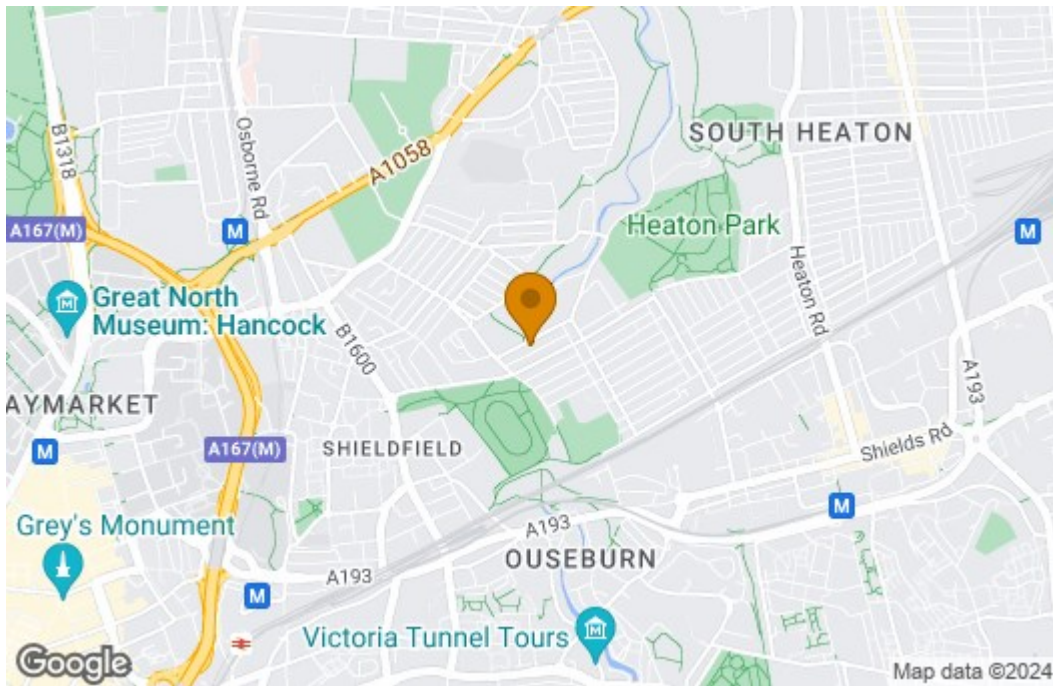 SOUTH HEATON
A1058
B1318
Osborne Rd
M
A167(M)
Heaton Park
M
Heaton Rd
Great North
Museum: Hancock
B1600
A193
AYMARKET
M
A167(M)
SHIELDFIELD
Shields Rd
M
Grey's Monument
A193
OUSEBURN
A193
M
Victoria Tunnel Tours
Google
Map data ©2024